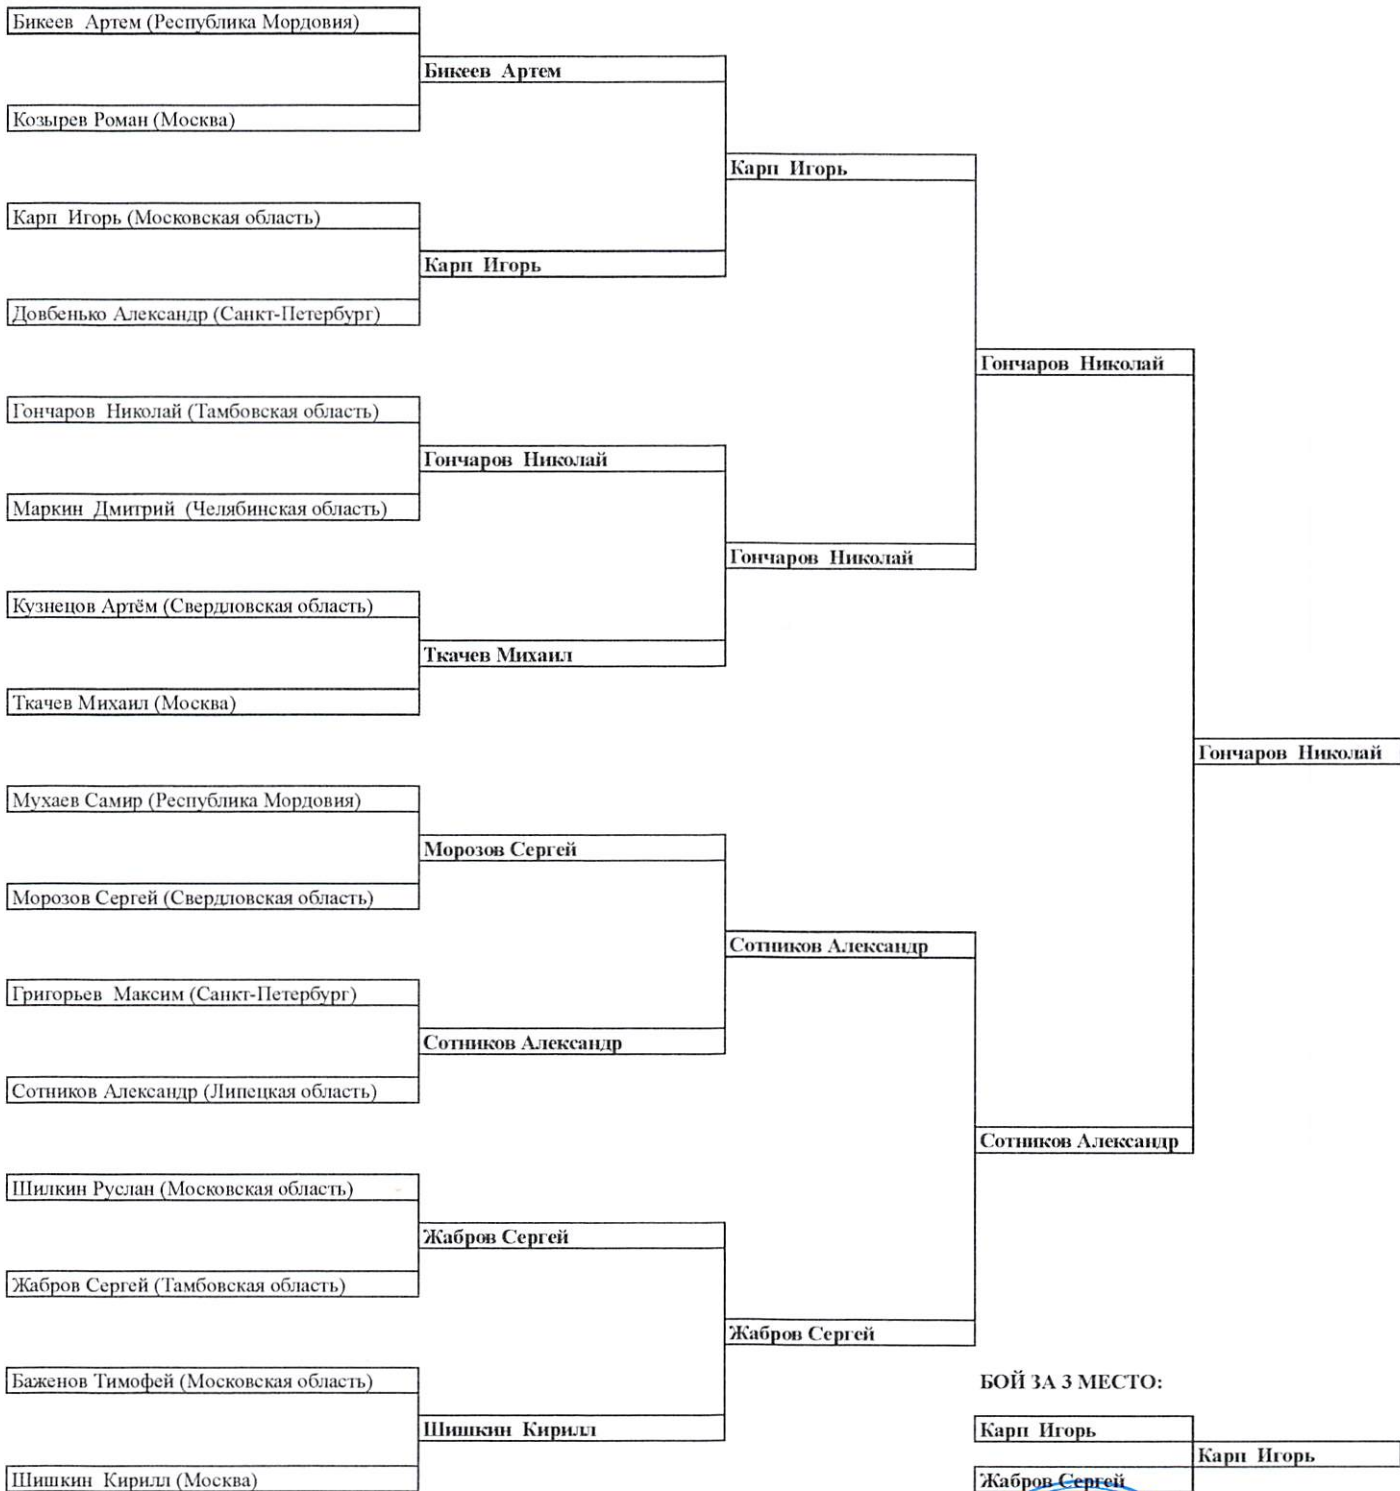 Бикеев  Артем (Республика Мордовия)
Бикеев  Артем
Козырев Роман (Москва)
Карп  Игорь
Карп  Игорь (Московская область)
Карп  Игорь
Довбенько Александр (Санкт-Петербург)
Гончаров  Николай
Гончаров  Николай (Тамбовская область)
Гончаров  Николай
Маркин  Дмитрий  (Челябинская область)
Гончаров  Николай
Кузнецов Артём (Свердловская область)
Ткачев Михаил
Ткачев Михаил (Москва)
Гончаров  Николай
Мухаев Самир (Республика Мордовия)
Морозов Сергей
Морозов Сергей (Свердловская область)
Сотников Александр
Григорьев  Максим (Санкт-Петербург)
Сотников Александр
Сотников Александр (Липецкая область)
Сотников Александр
Шилкин Руслан (Московская область)
Жабров Сергей
Жабров Сергей (Тамбовская область)
Жабров Сергей
Баженов Тимофей (Московская область)
БОЙ ЗА 3 МЕСТО:
Шишкин  Кирилл
Карп  Игорь
Карп  Игорь
Шишкин  Кирилл (Москва)
Жабров Сергей